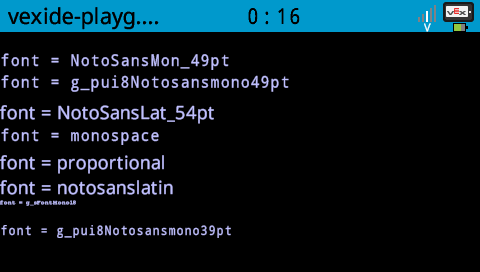 vexide-playg.... 0:16 VEX
V
font = NotoSansMon_49pt
font = g_pui8Notosansmono49pt
font = NotoSansLat_54pt
font = monospace
font = proportional
font = notosanslatin
font = g_sFontMono10
font = g_pui8Notosansmono39pt